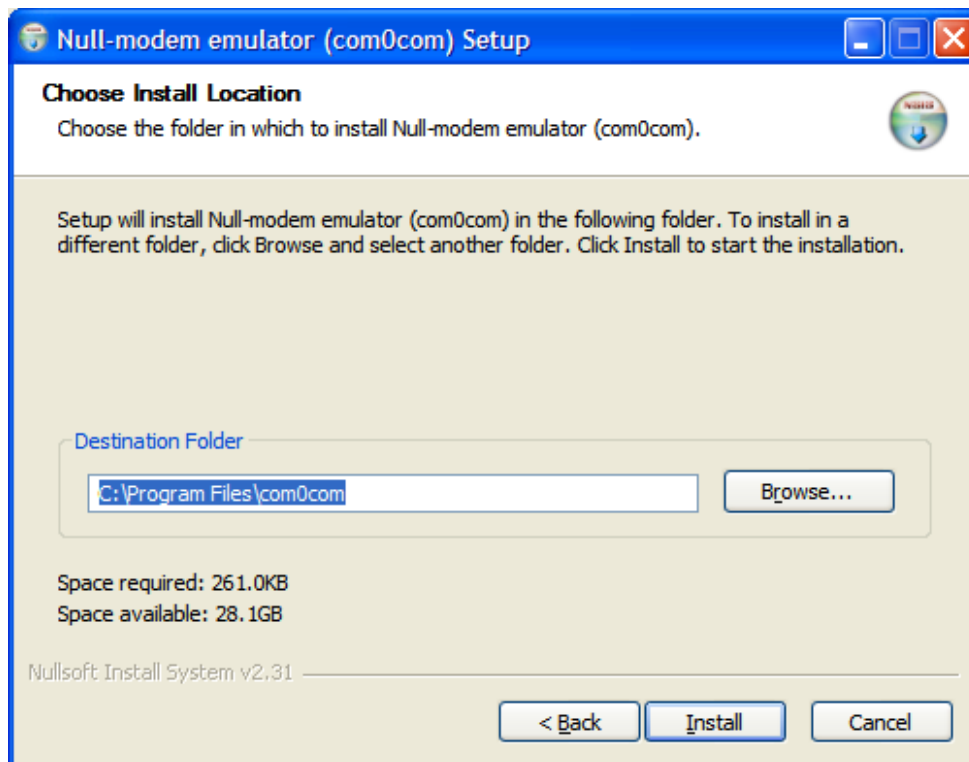 Null-modem emulator (com0com) Setup
Choose Install Location
Choose the folder in which to install Null-modem emulator (com0com).
Setup will install Null-modem emulator (com0com) in the following folder. To install in a
different folder, click Browse and select another folder. Click Install to start the installation.
Destination Folder
C:\Program Files\com0com
Browse...
Space required: 261.0KB
Space available: 28.1GB
Nullsoft Install System v2.31
< Back
Install
Cancel